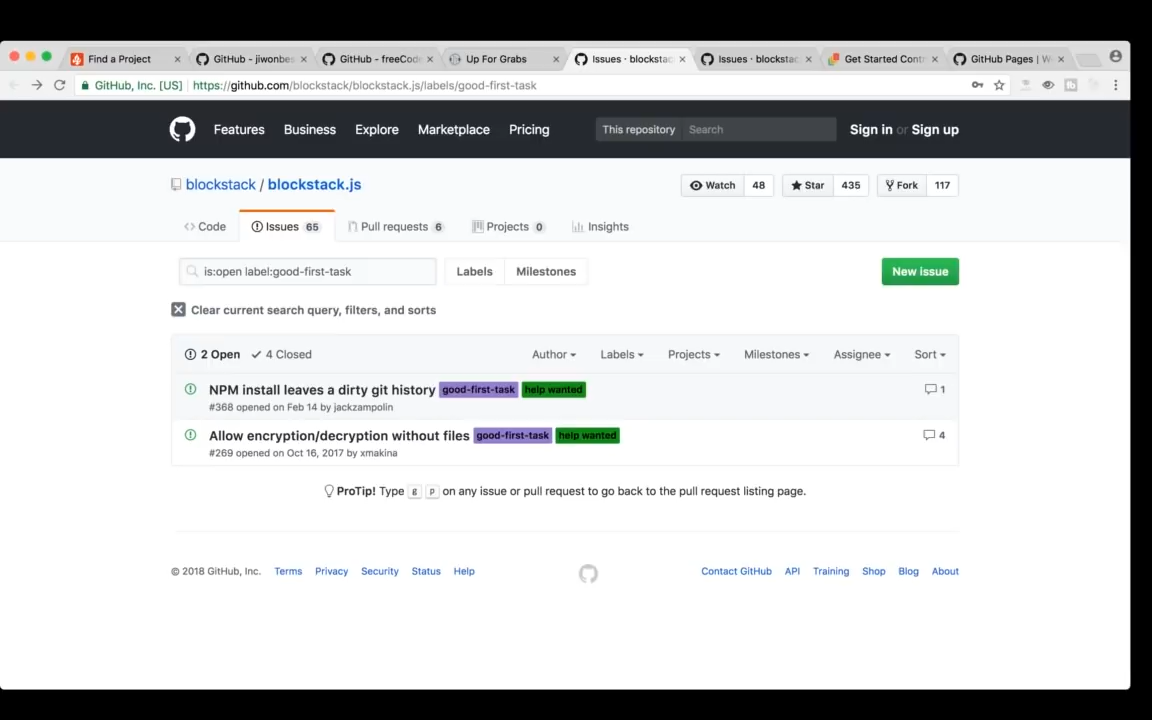 Find a Project
GitHub - jiwonbes
GitHub - freeCode
Up For Grabs
Issues · blockstac
Issues · blockstac
Get Started Contr
GitHub Pages | W
GitHub, Inc. [US] https://github.com/blockstack/blockstack.js/labels/good-first-task
Features Business Explore Marketplace Pricing This repository Search Sign in or Sign up
blockstack / blockstack.js Watch 48 Star 435 Fork 117
Code Issues 65 Pull requests 6 Projects 0 Insights
is:open label:good-first-task Labels Milestones New issue
Clear current search query, filters, and sorts
2 Open 4 Closed Author Labels Projects Milestones Assignee Sort
NPM install leaves a dirty git history good-first-task help wanted 1
#368 opened on Feb 14 by jackzampolin
Allow encryption/decryption without files good-first-task help wanted 4
#269 opened on Oct 16, 2017 by xmakina
ProTip! Type g p on any issue or pull request to go back to the pull request listing page.
© 2018 GitHub, Inc. Terms Privacy Security Status Help Contact GitHub API Training Shop Blog About